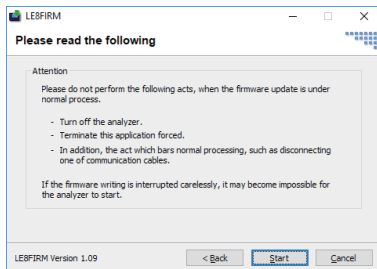 LE8FIRM
Please read the following
Attention
Please do not perform the following acts, when the firmware update is under
normal process.
- Turn off the analyzer.
- Terminate this application forced.
- In addition, the act which bars normal processing, such as disconnecting
one of communication cables.
If the firmware writing is interrupted carelessly, it may become impossible for
the analyzer to start.
LE8FIRM Version 1.09
< Back
Start
Cancel